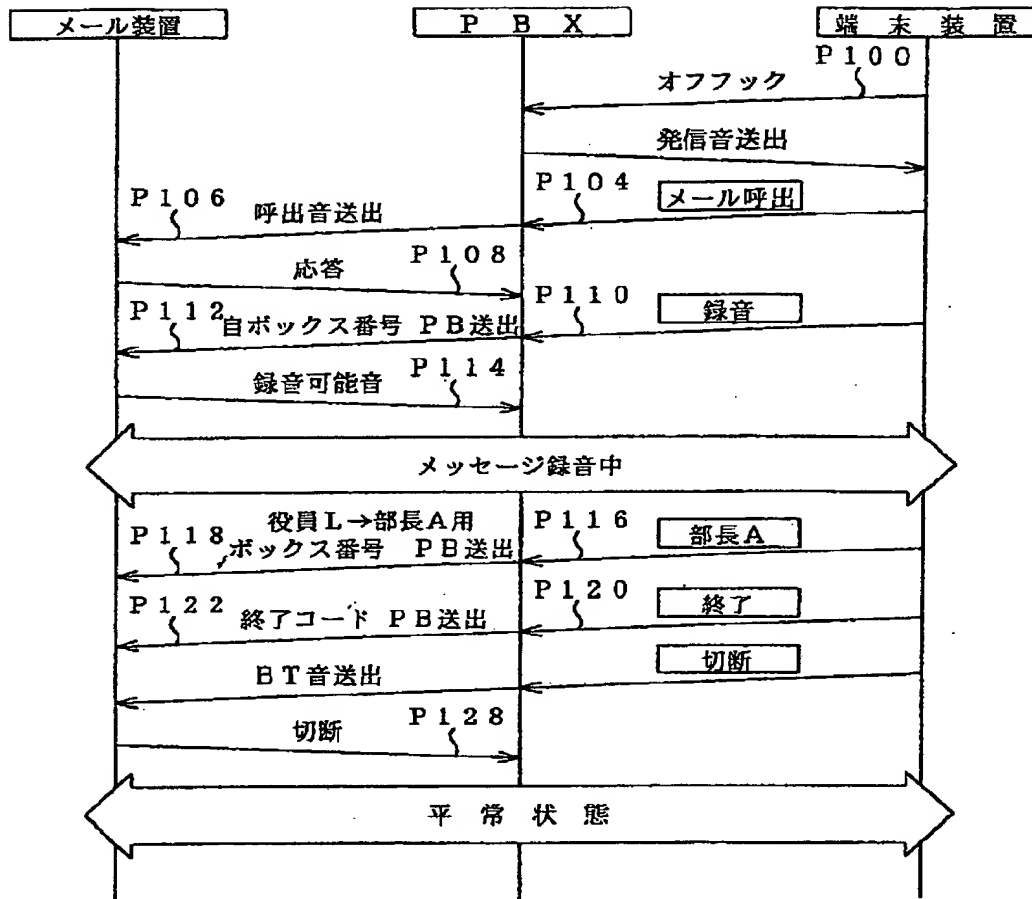 メール装置
P B X
端 末 装 置
P100
オフフック
発信音送出
P104
メール呼出
P106
呼出音送出
P108
応答
P110
録音
P112
自ボックス番号 PB送出
P114
録音可能音
メッセージ録音中
役員L→部長A用
P116
部長A
P118
ボックス番号 PB送出
P120
終了
P122
終了コード PB送出
切断
BT音送出
P128
切断
平 常 状 態